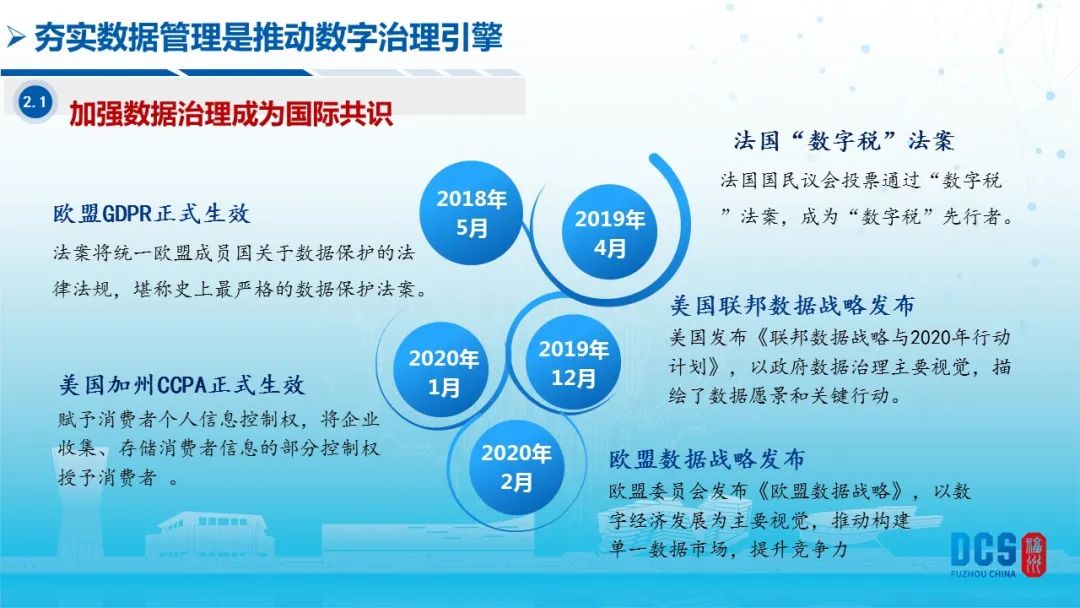 夯实数据管理是推动数字治理引擎
2.1
加强数据治理成为国际共识
2018年
5月
欧盟GDPR正式生效
法案将统一欧盟成员国关于数据保护的法
律法规，堪称史上最严格的数据保护法案。
2019年
4月
法国“数字税”法案
法国国民议会投票通过“数字税
”法案，成为“数字税”先行者。
2019年
12月
美国联邦数据战略发布
美国发布《联邦数据战略与2020年行动
计划》，以政府数据治理主要视觉，描
绘了数据愿景和关键行动。
2020年
1月
美国加州CCPA正式生效
赋予消费者个人信息控制权，将企业
收集、存储消费者信息的部分控制权
授予消费者 。
2020年
2月
欧盟数据战略发布
欧盟委员会发布《欧盟数据战略》，以数
字经济发展为主要视觉，推动构建
单一数据市场，提升竞争力
DCS
FUZHOU CHINA
福州